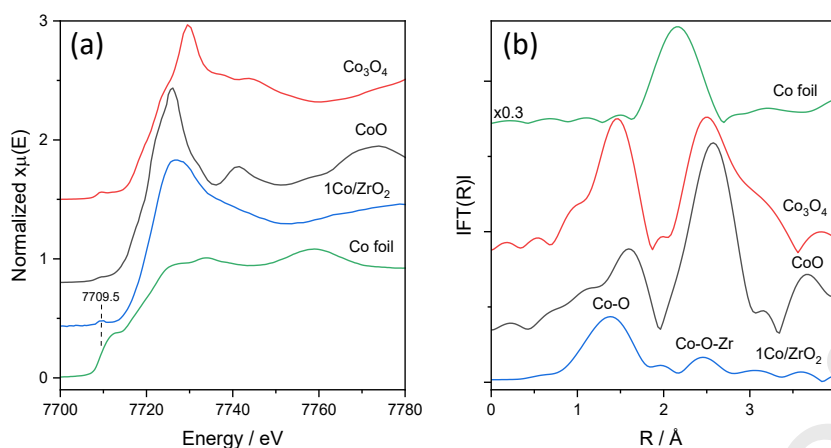 (a)
3
2
1
0
Normalized xμ(E)
Co₃O₄
CoO
1Co/ZrO₂
Co foil
7709.5
7700 7720 7740 7760 7780
Energy / eV
(b)
IFT(R)I
Co foil
x0.3
Co₃O₄
CoO
Co-O
Co-O-Zr
1Co/ZrO₂
0 1 2 3
R / Å